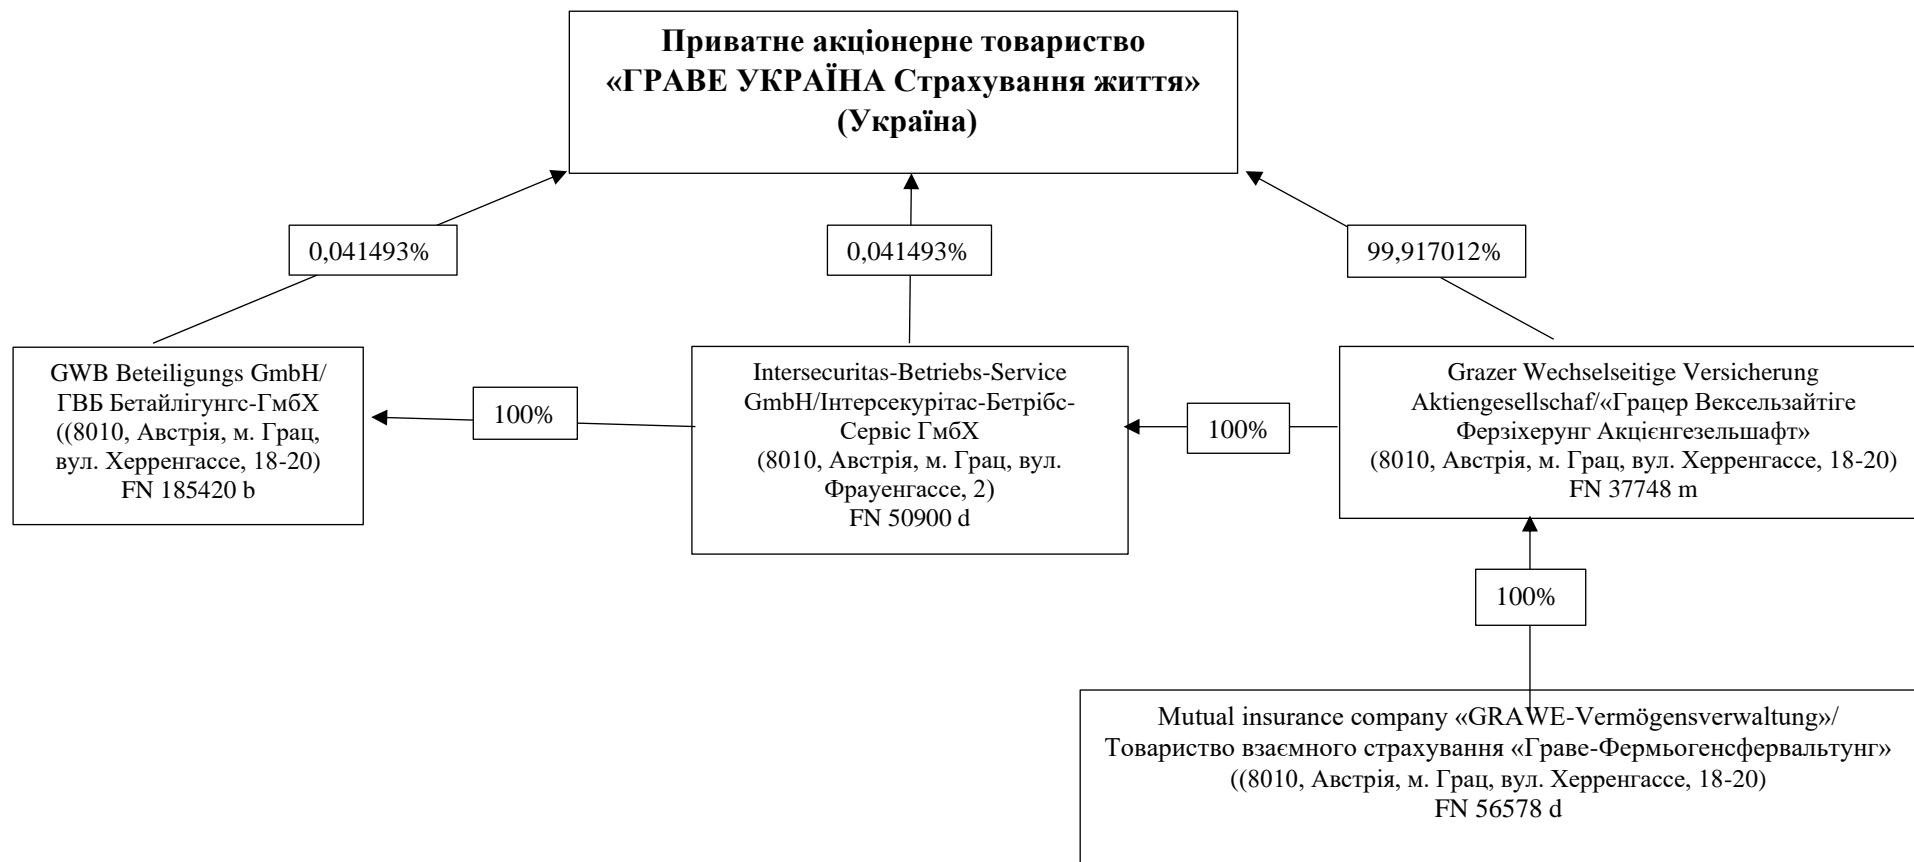 Приватне акціонерне товариство
«ГРАВЕ УКРАЇНА Страхування життя»
(Україна)
0,041493%
0,041493%
99,917012%
GWB Beteiligungs GmbH/
ГВБ Бетайлігунгс-ГмбХ
((8010, Австрія, м. Грац,
вул. Херренгассе, 18-20)
FN 185420 b
100%
Intersecuritas-Betriebs-Service
GmbH/Інтерсекурітас-Бетрібс-
Сервіс ГмбХ
(8010, Австрія, м. Грац, вул.
Фрауенгассе, 2)
FN 50900 d
100%
Grazer Wechselseitige Versicherung
Aktiengesellschaf/«Грацер Вексельзайтіге
Ферзіхерунг Акцієнгезельшафт»
(8010, Австрія, м. Грац, вул. Херренгассе, 18-20)
FN 37748 m
100%
Mutual insurance company «GRAWE-Vermögensverwaltung»/
Товариство взаємного страхування «Граве-Фермьогенсфервальтунг»
((8010, Австрія, м. Грац, вул. Херренгассе, 18-20)
FN 56578 d